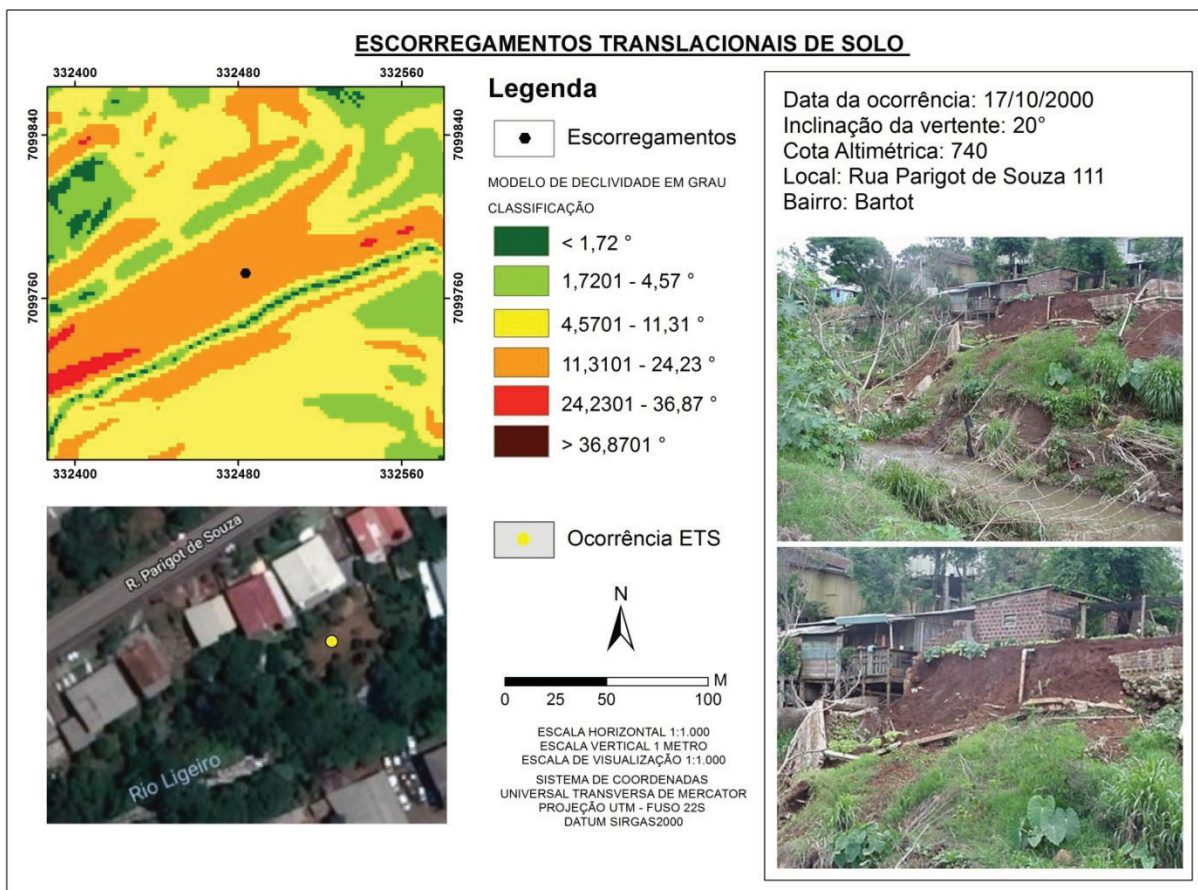 ESCORREGAMENTOS TRANSLACIONAIS DE SOLO
332400
332480
332560
7099840
7099840
7099760
7099760
332400
332480
332560
Legenda
Escorregamentos
MODELO DE DECLIVIDADE EM GRAU
CLASSIFICAÇÃO
< 1,72 °
1,7201 - 4,57 °
4,5701 - 11,31 °
11,3101 - 24,23 °
24,2301 - 36,87 °
> 36,8701 °
R. Parigot de Souza
Rio Ligeiro
Ocorrência ETS
N
0 25 50 100 M
ESCALA HORIZONTAL 1:1.000
ESCALA VERTICAL 1 METRO
ESCALA DE VISUALIZAÇÃO 1:1.000
SISTEMA DE COORDENADAS
UNIVERSAL TRANSVERSA DE MERCATOR
PROJEÇÃO UTM - FUSO 22S
DATUM SIRGAS2000
Data da ocorrência: 17/10/2000
Inclinação da vertente: 20°
Cota Altimétrica: 740
Local: Rua Parigot de Souza 111
Bairro: Bartot